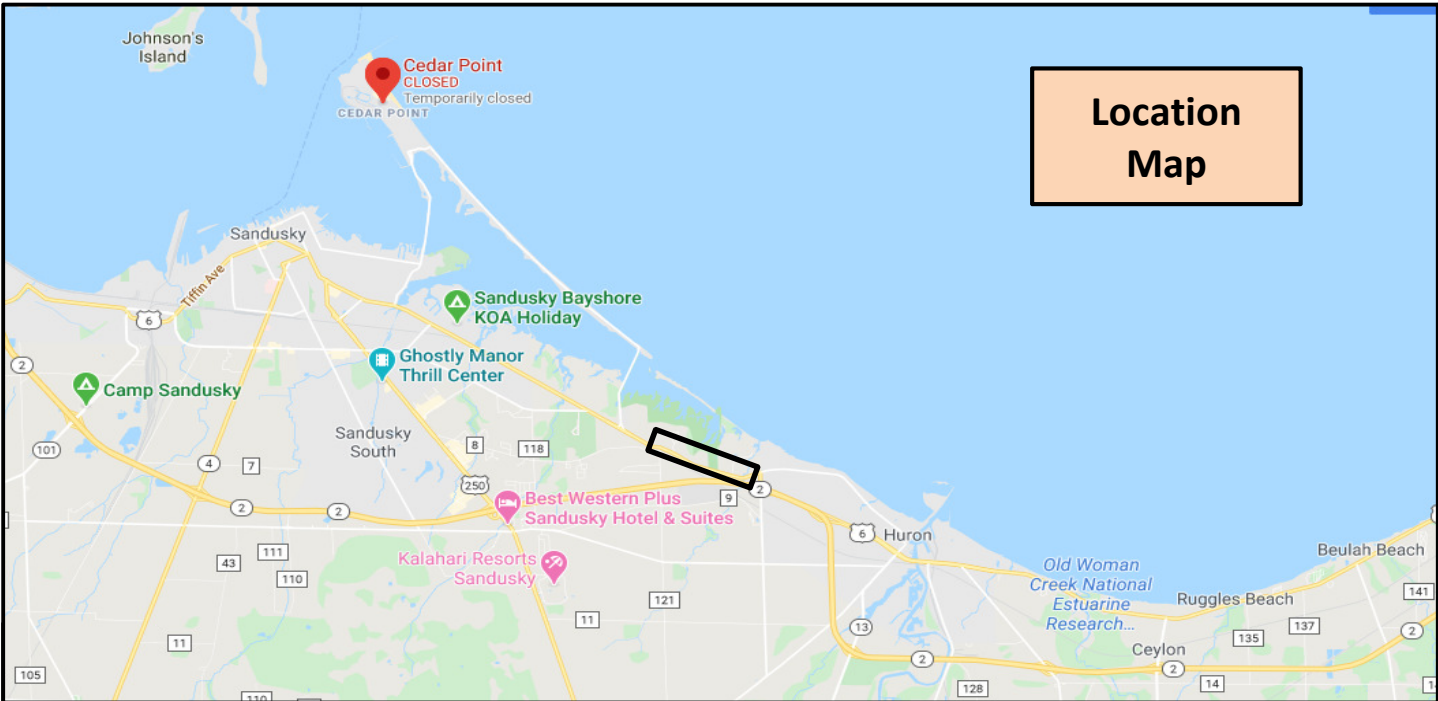 Johnson's
Island
Cedar Point
CLOSED
Temporarily closed
CEDAR POINT
Location
Map
Sandusky
Tiffin Ave
6
Sandusky Bayshore
KOA Holiday
2
Ghostly Manor
Thrill Center
Camp Sandusky
Sandusky
South
101
4
7
8
118
250
2
2
9
2
Best Western Plus
Sandusky Hotel & Suites
6
Huron
43
111
110
Kalahari Resorts
Sandusky
121
11
11
Old Woman
Creek National
Estuarine
Research...
Beulah Beach
141
Ruggles Beach
137
135
2
13
2
Ceylon
2
105
128
14
110